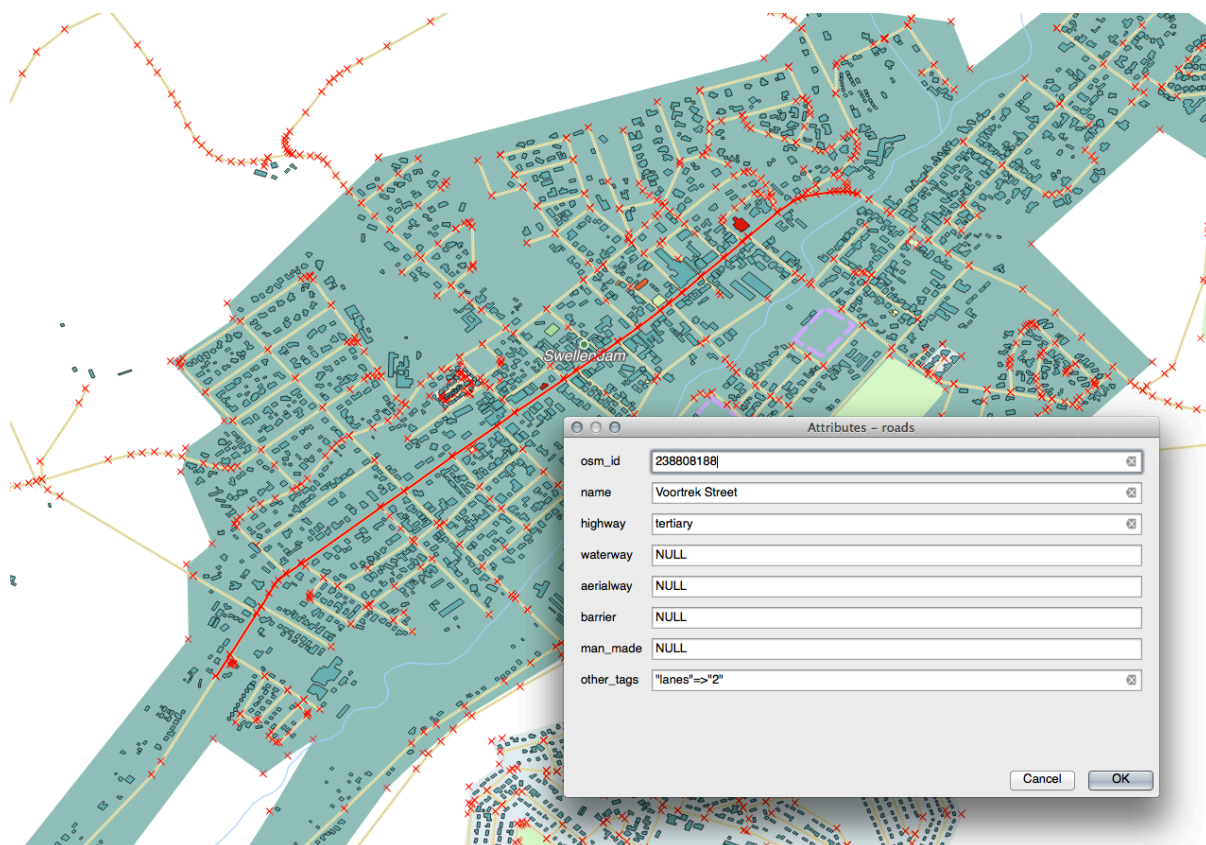 Swellendam
Attributes – roads
osm_id 238808188
name Voortrek Street
highway tertiary
waterway NULL
aerialway NULL
barrier NULL
man_made NULL
other_tags "lanes"=>"2"
Cancel OK